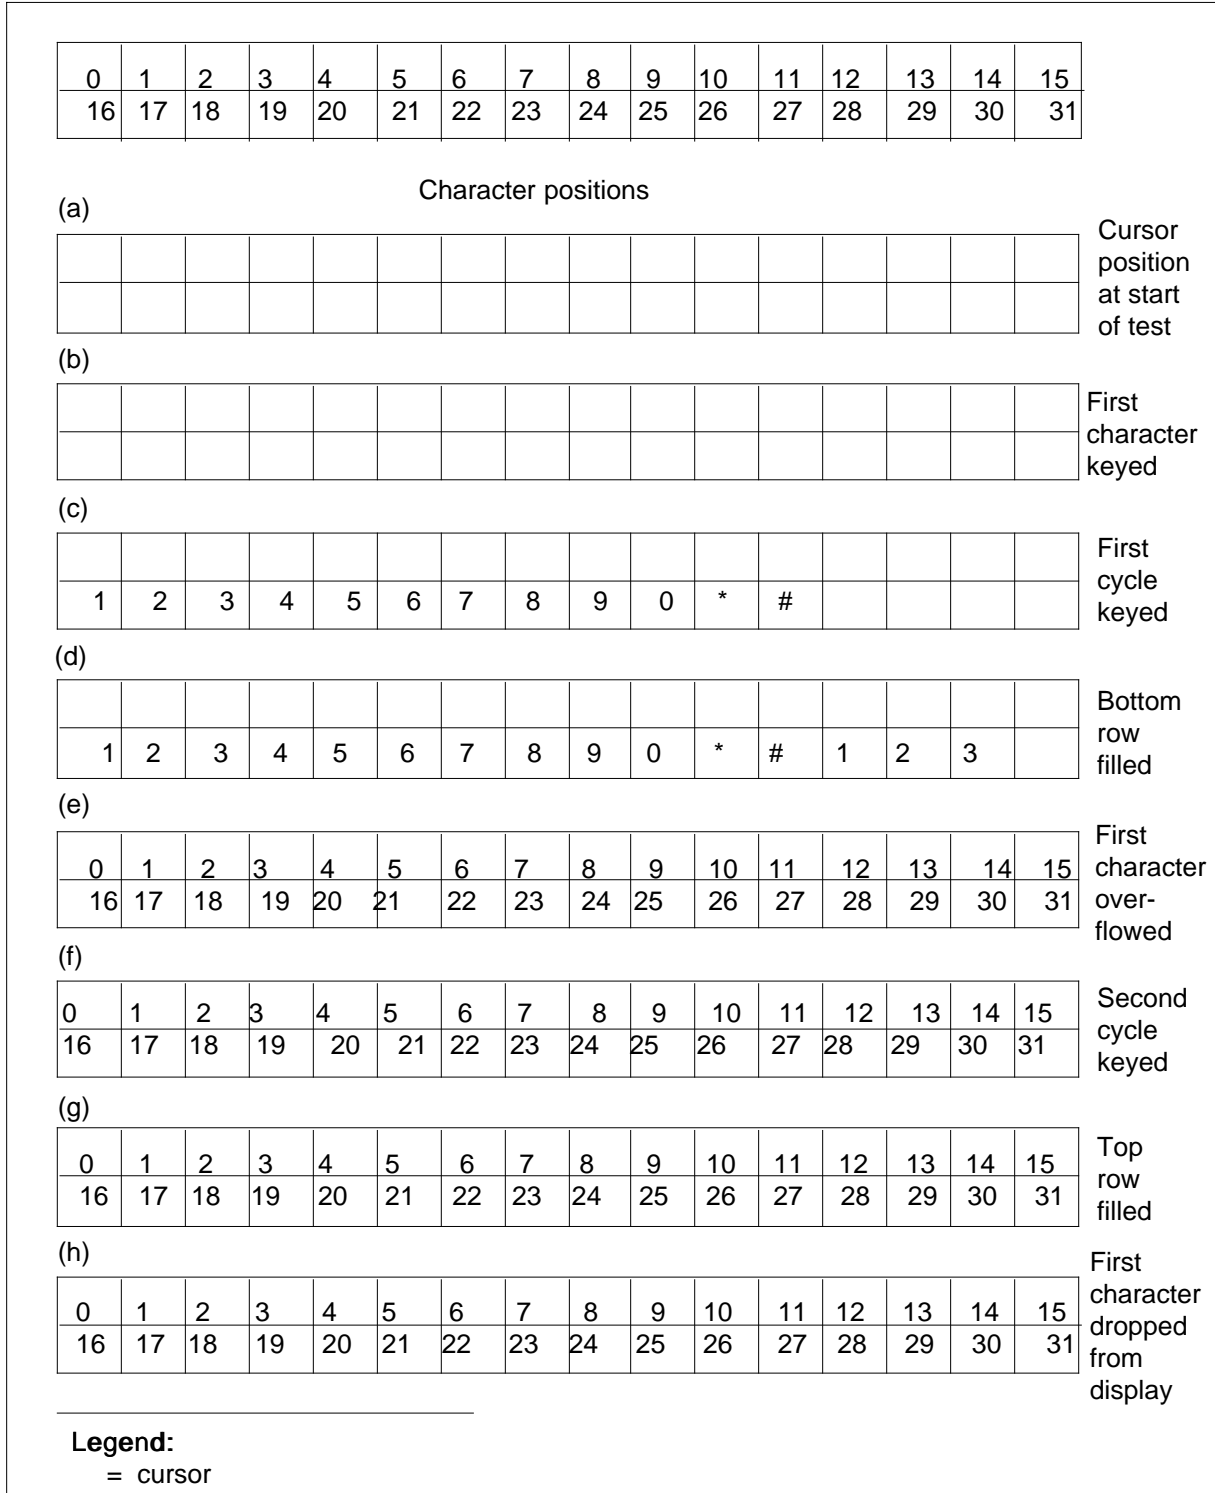 0 1 2 3 4 5 6 7 8 9 10 11 12 13 14 15
16 17 18 19 20 21 22 23 24 25 26 27 28 29 30 31
Character positions
(a)
Cursor
position
at start
of test
(b)
First
character
keyed
(c)
First
cycle
keyed
1 2 3 4 5 6 7 8 9 0 * #
(d)
Bottom
row
filled
1 2 3 4 5 6 7 8 9 0 * # 1 2 3
(e)
First
character
over-
flowed
0 1 2 3 4 5 6 7 8 9 10 11 12 13 14 15
16 17 18 19 20 21 22 23 24 25 26 27 28 29 30 31
(f)
Second
cycle
keyed
0 1 2 3 4 5 6 7 8 9 10 11 12 13 14 15
16 17 18 19 20 21 22 23 24 25 26 27 28 29 30 31
(g)
Top
row
filled
0 1 2 3 4 5 6 7 8 9 10 11 12 13 14 15
16 17 18 19 20 21 22 23 24 25 26 27 28 29 30 31
(h)
First
character
dropped
from
display
0 1 2 3 4 5 6 7 8 9 10 11 12 13 14 15
16 17 18 19 20 21 22 23 24 25 26 27 28 29 30 31
Legend:
= cursor